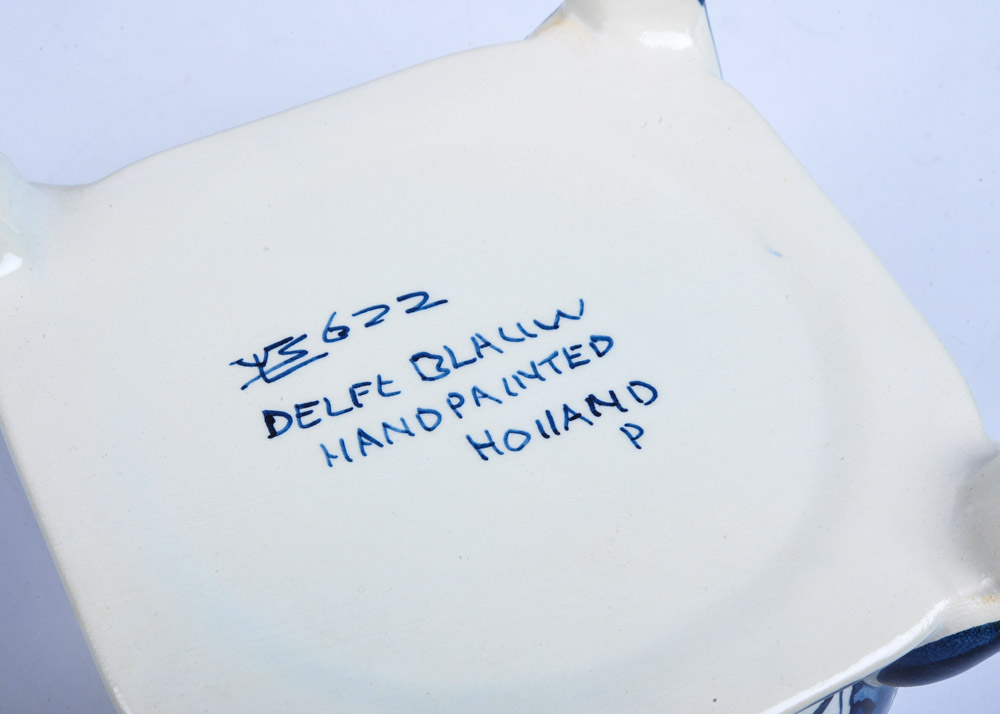 622
DELFt BLAUW
HANDPAINTED
HOllAND
P